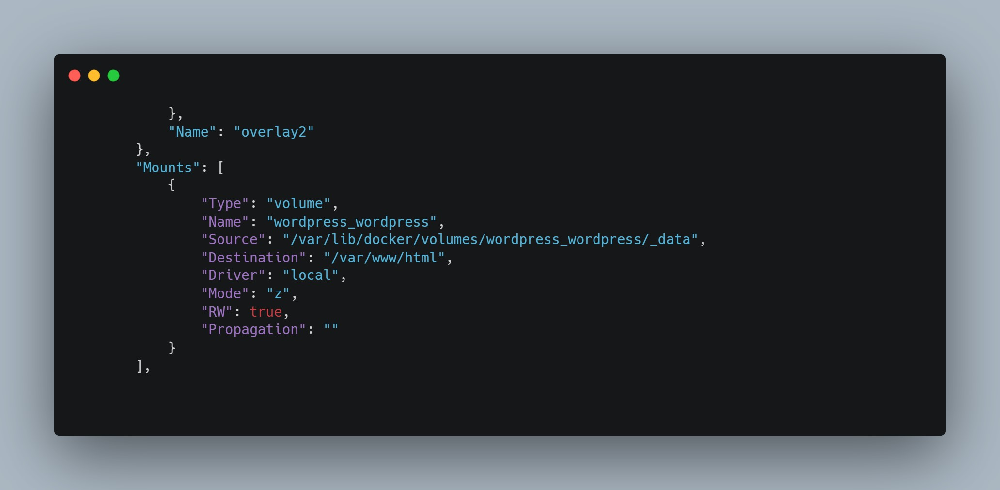 },
"Name": "overlay2"
},
"Mounts": [
{
"Type": "volume",
"Name": "wordpress_wordpress",
"Source": "/var/lib/docker/volumes/wordpress_wordpress/_data",
"Destination": "/var/www/html",
"Driver": "local",
"Mode": "z",
"RW": true,
"Propagation": ""
}
],